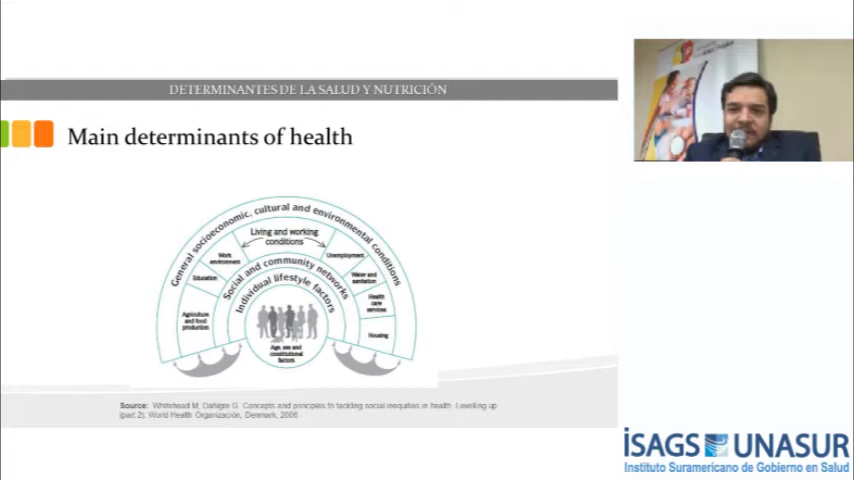 DETERMINANTES DE LA SALUD Y NUTRICIÓN
Main determinants of health
General socioeconomic, cultural and environmental conditions
Living and working
conditions
Work
environment
Unemployment
Education
Water and
sanitation
Social and community networks
Individual lifestyle factors
Agriculture
and food
production
Health
care
services
Housing
Age, sex and
constitutional
factors
Source: Whitehead M, Dahlgre G. Concepts and principles fo tackling social inequities in health. Levelling up
(part 2). World Health Organización, Denmark, 2006
iSAGS UNASUR
Instituto Suramericano de Gobierno en Salud